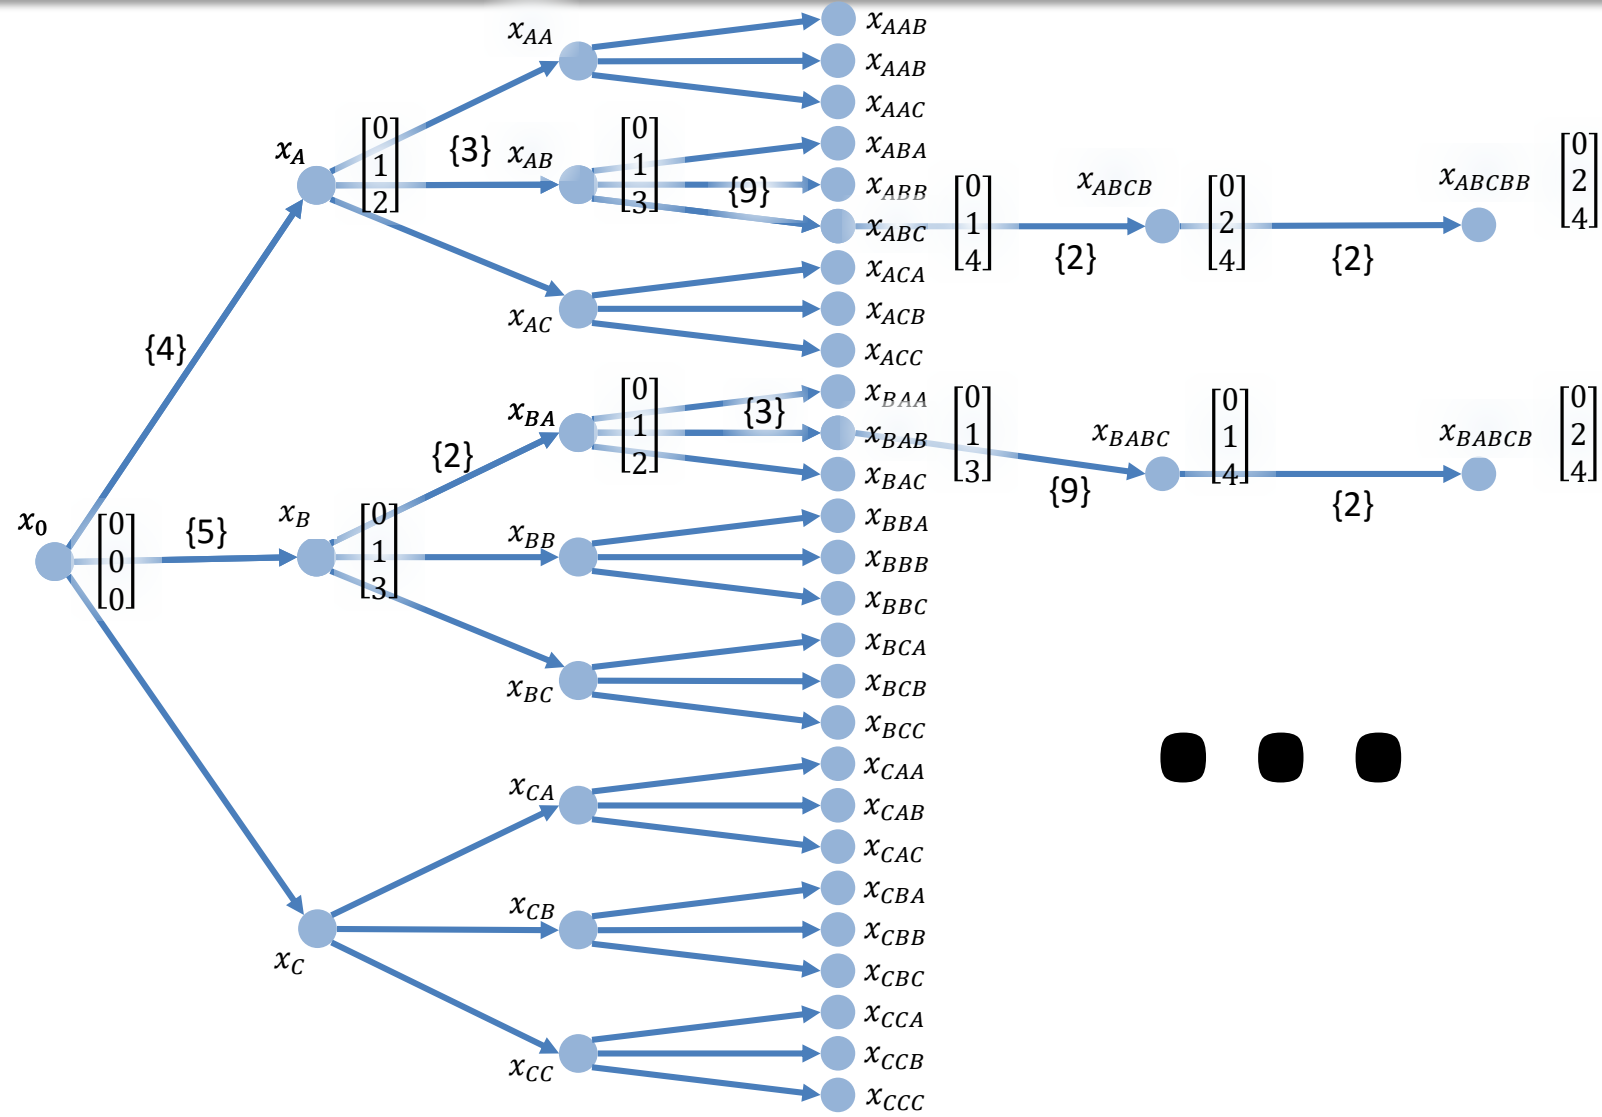 x_0
[0 0 0]
{4}
{5}
x_A
[0 1 2]
{3}
x_B
[0 1 3]
{2}
x_C
x_AA
x_AB
[0 1 3]
{9}
x_AC
x_BA
[0 1 2]
{3}
x_BB
x_BC
x_CA
x_CB
x_CC
x_AAB
x_AAB
x_AAC
x_ABA
x_ABB
x_ABC
x_ACA
x_ACB
x_ACC
x_BAA
x_BAB
x_BAC
x_BBA
x_BBB
x_BBC
x_BCA
x_BCB
x_BCC
x_CAA
x_CAB
x_CAC
x_CBA
x_CBB
x_CBC
x_CCA
x_CCB
x_CCC
[0 1 4]
{2}
x_ABCB
[0 2 4]
{2}
x_ABCBB
[0 2 4]
[0 1 3]
{9}
x_BABC
[0 1 4]
{2}
x_BABCB
[0 2 4]